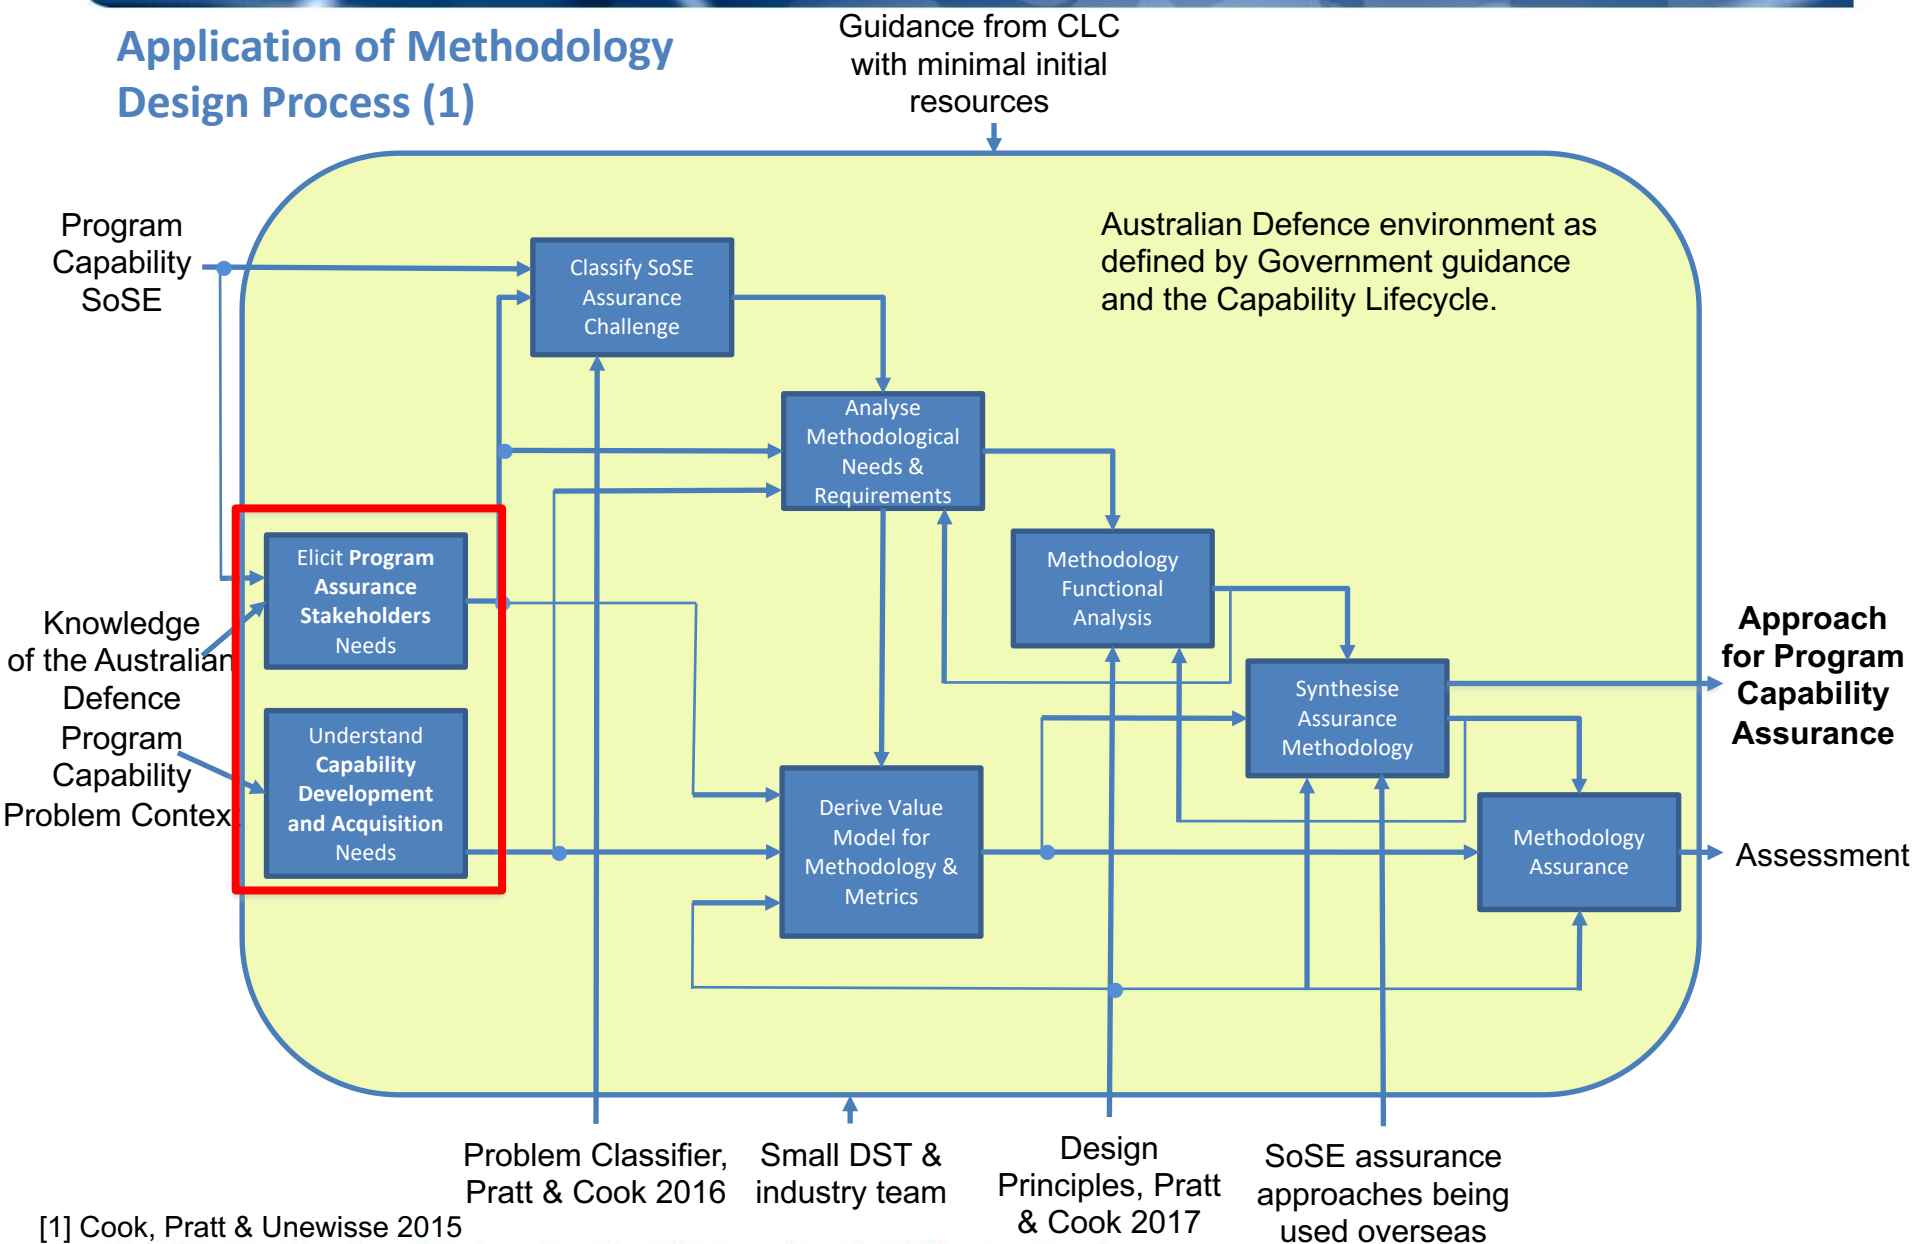 Application of Methodology
Design Process (1)
Guidance from CLC
with minimal initial
resources
Program
Capability
SoSE
Australian Defence environment as
defined by Government guidance
and the Capability Lifecycle.
Classify SoSE
Assurance
Challenge
Analyse
Methodological
Needs &
Requirements
Elicit Program
Assurance
Stakeholders
Needs
Methodology
Functional
Analysis
Knowledge
of the Australian
Defence
Program
Capability
Problem Context
Understand
Capability
Development
and Acquisition
Needs
Synthesise
Assurance
Methodology
Approach
for Program
Capability
Assurance
Derive Value
Model for
Methodology &
Metrics
Methodology
Assurance
Assessment
Problem Classifier,
Pratt & Cook 2016
Small DST &
industry team
Design
Principles, Pratt
& Cook 2017
SoSE assurance
approaches being
used overseas
[1] Cook, Pratt & Unewisse 2015